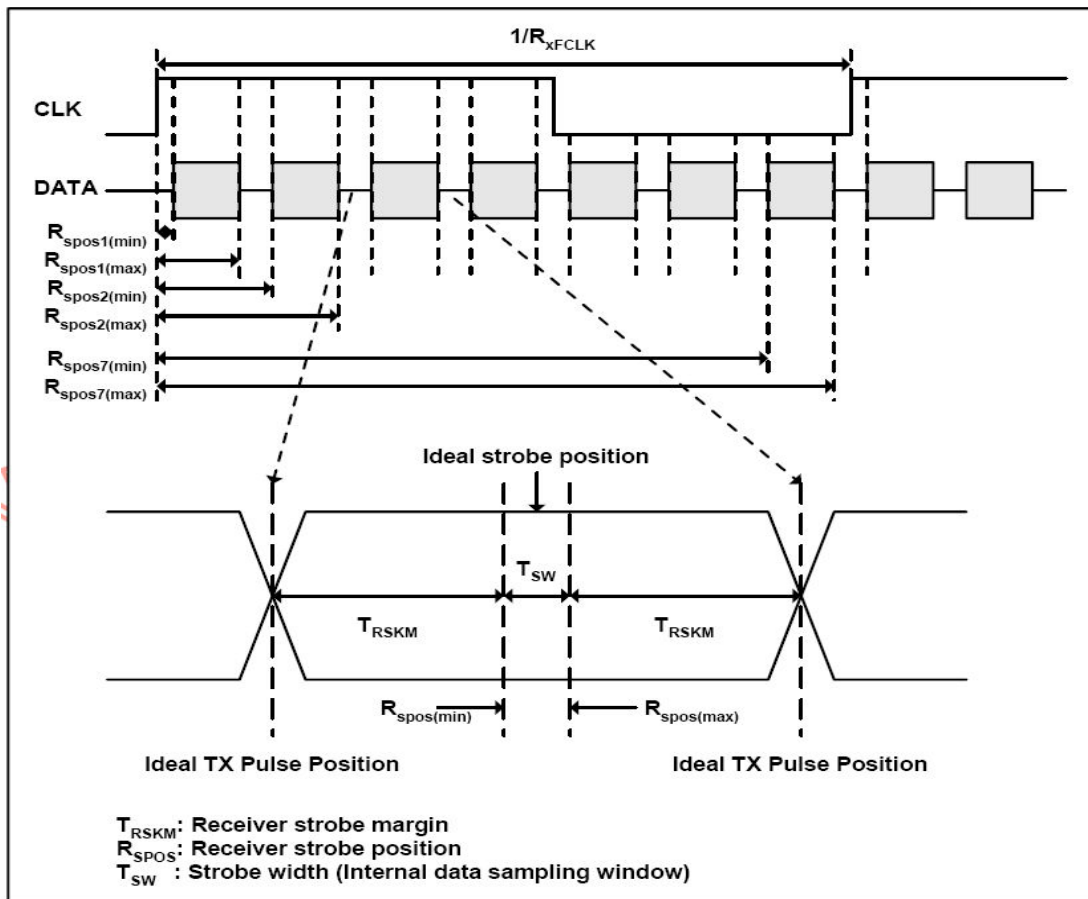 1/RxFCLK
CLK
DATA
Rspos1(min)
Rspos1(max)
Rspos2(min)
Rspos2(max)
Rspos7(min)
Rspos7(max)
Ideal strobe position
TSW
TRSKM TRSKM
Rspos(min) Rspos(max)
Ideal TX Pulse Position Ideal TX Pulse Position
TRSKM: Receiver strobe margin
RSPOS: Receiver strobe position
TSW : Strobe width (Internal data sampling window)